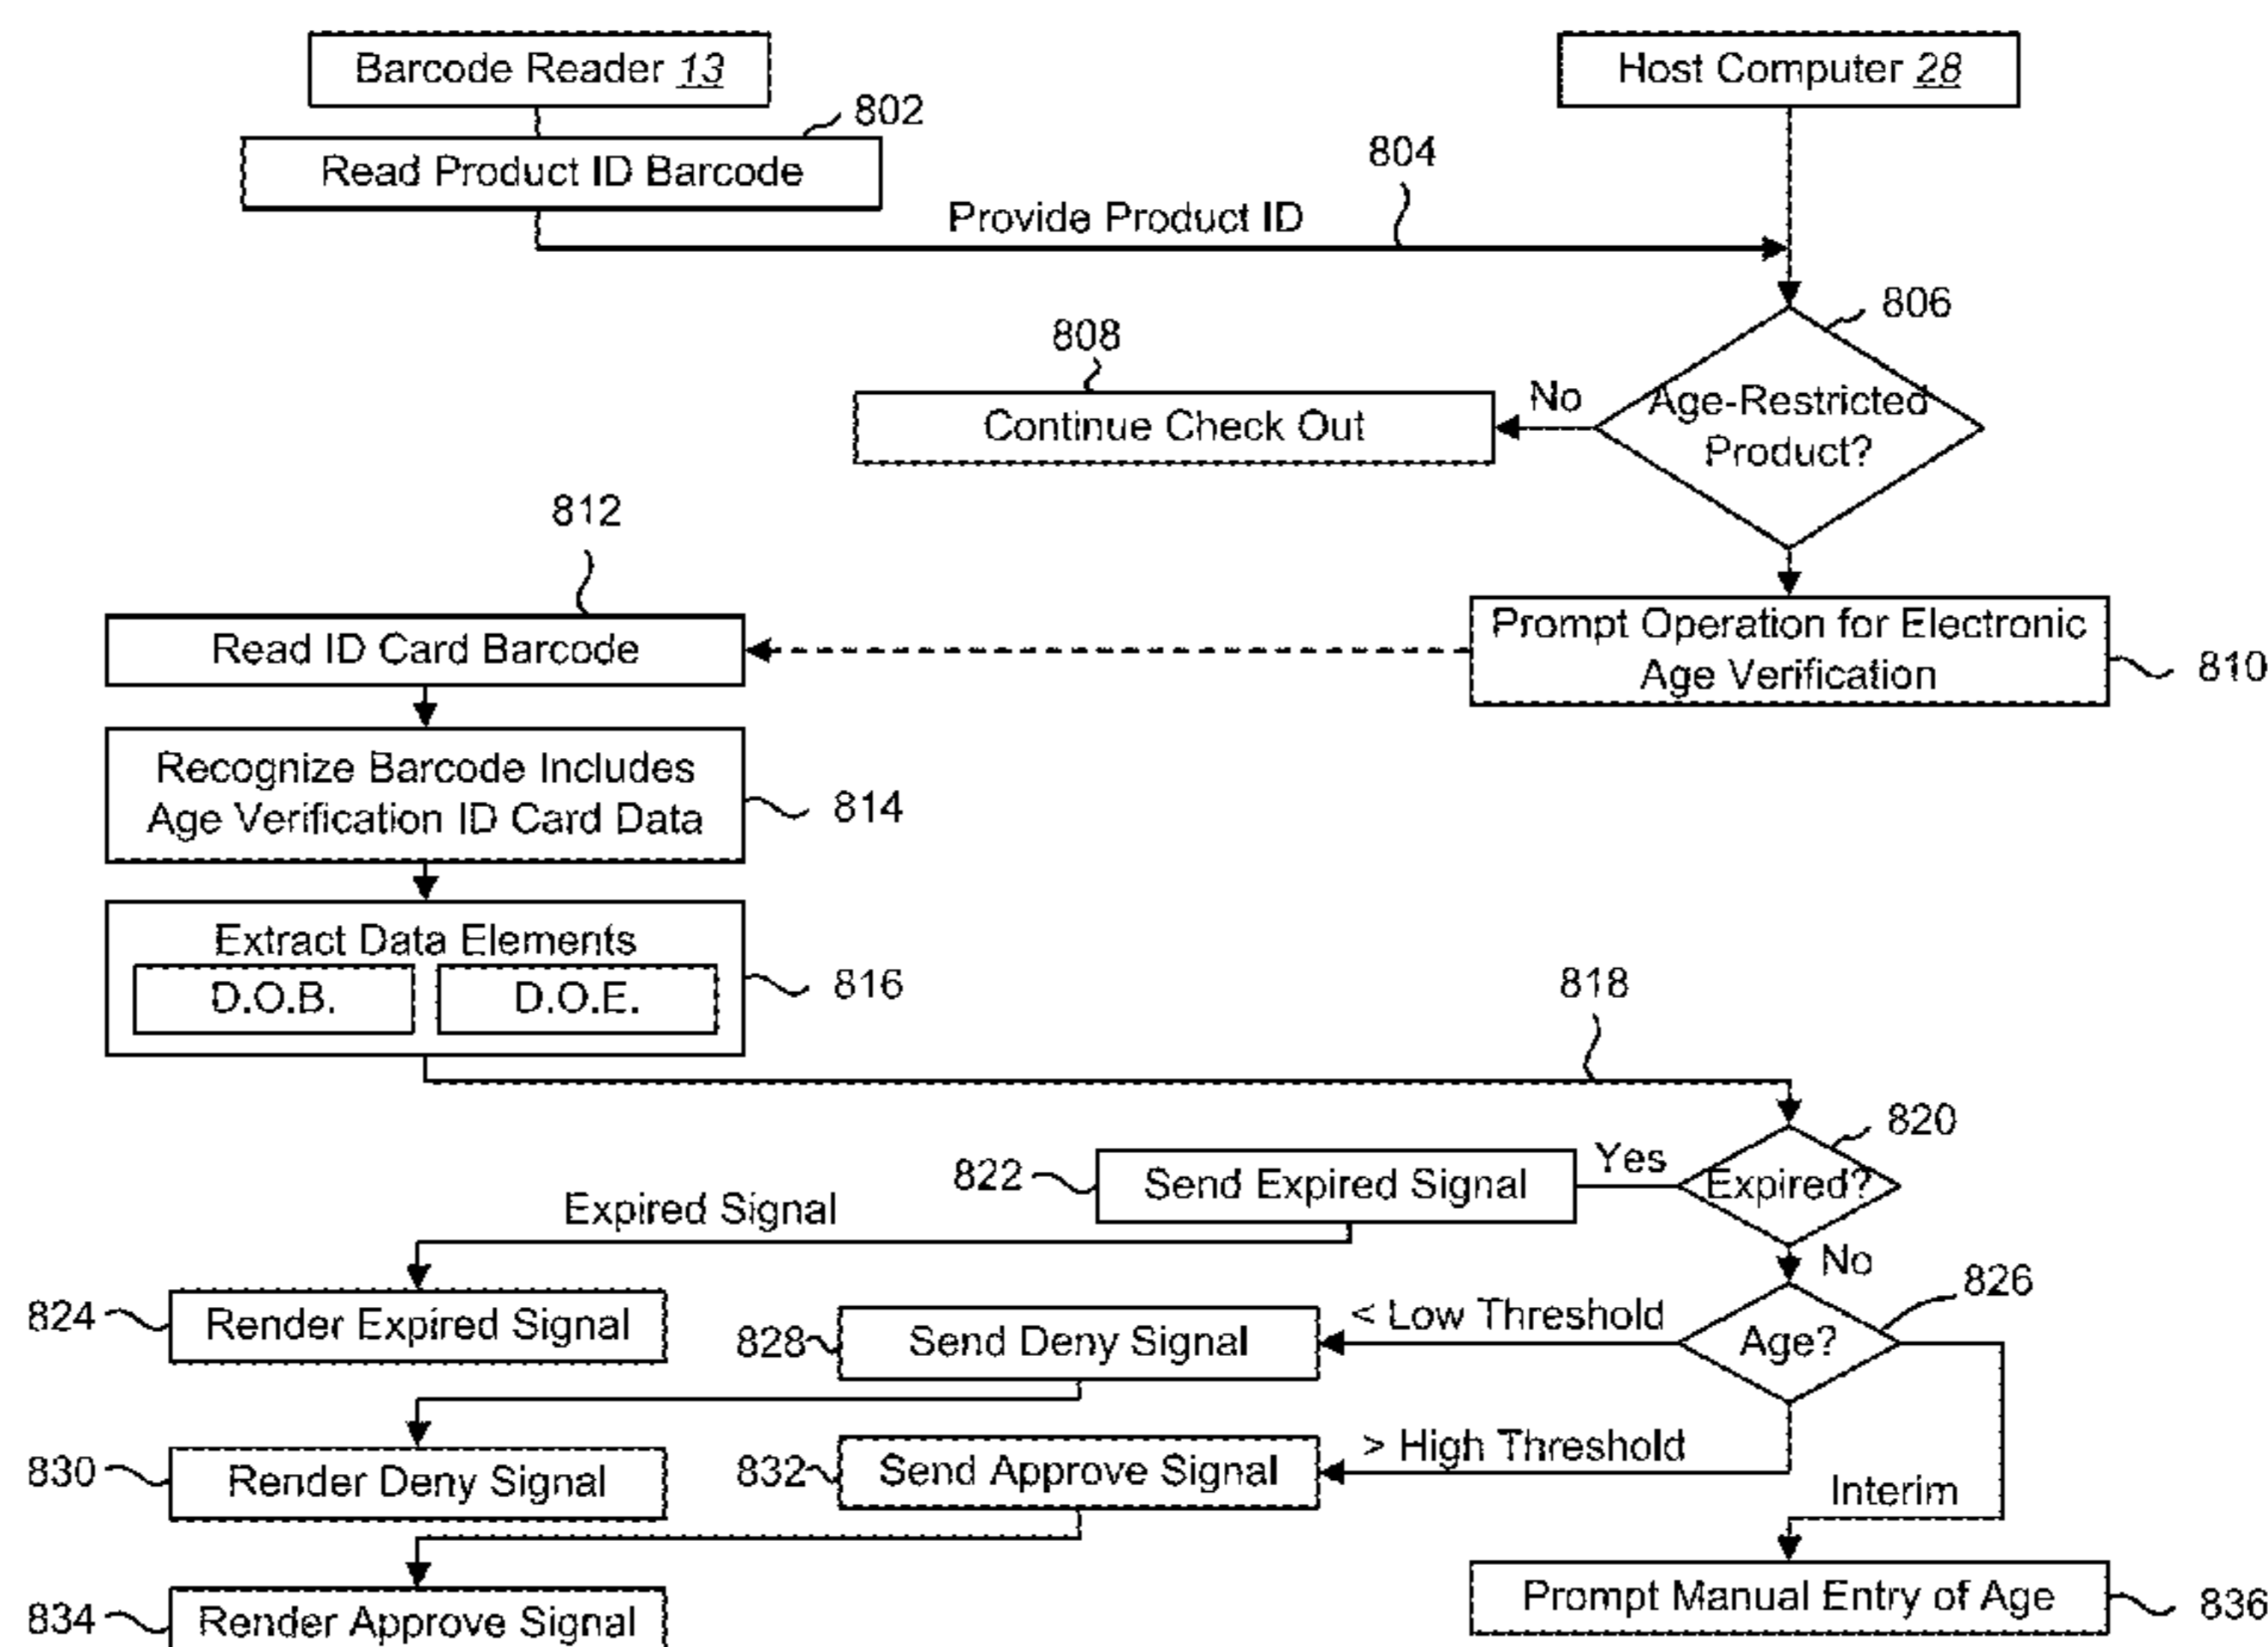 Barcode Reader 13
Host Computer 28
802
Read Product ID Barcode
804
Provide Product ID
806
808
Age-Restricted
Product?
No
Continue Check Out
812
Prompt Operation for Electronic
Age Verification
810
Read ID Card Barcode
Recognize Barcode Includes
Age Verification ID Card Data
814
Extract Data Elements
D.O.B.
D.O.E.
816
818
820
Expired?
Yes
822
Send Expired Signal
Expired Signal
No
824
Render Expired Signal
826
Age?
< Low Threshold
828
Send Deny Signal
830
Render Deny Signal
> High Threshold
832
Send Approve Signal
Interim
834
Render Approve Signal
Prompt Manual Entry of Age
836